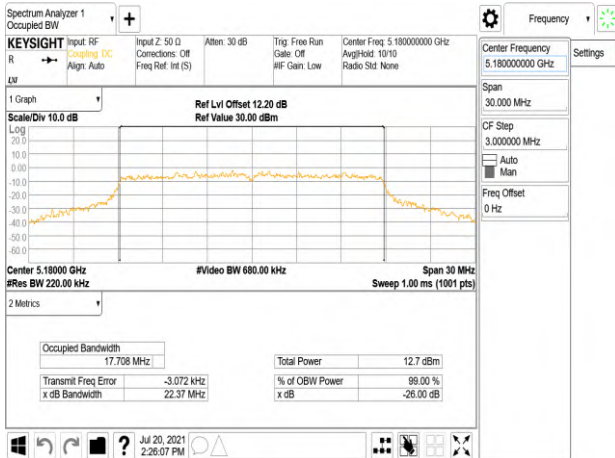 Spectrum Analyzer 1
Occupied BW
KEYSIGHT
R
LXI
Input: RF
Coupling: DC
Align: Auto
Input Z: 50 Ω
Corrections: Off
Freq Ref: Int (S)
Atten: 30 dB
Trig: Free Run
Gate: Off
#IF Gain: Low
Center Freq: 5.180000000 GHz
Avg|Hold: 10/10
Radio Std: None
1 Graph
Scale/Div 10.0 dB
Ref Lvl Offset 12.20 dB
Ref Value 30.00 dBm
Log
20.0
10.0
0.00
-10.0
-20.0
-30.0
-40.0
-50.0
-60.0
Center 5.18000 GHz
#Res BW 220.00 kHz
#Video BW 680.00 kHz
Span 30 MHz
Sweep 1.00 ms (1001 pts)
2 Metrics
Occupied Bandwidth
17.708 MHz
Total Power 12.7 dBm
Transmit Freq Error -3.072 kHz
% of OBW Power 99.00 %
x dB Bandwidth 22.37 MHz
x dB -26.00 dB
?
Jul 20, 2021
2:26:07 PM
Frequency
Settings
Center Frequency
5.180000000 GHz
Span
30.000 MHz
CF Step
3.000000 MHz
Auto
Man
Freq Offset
0 Hz